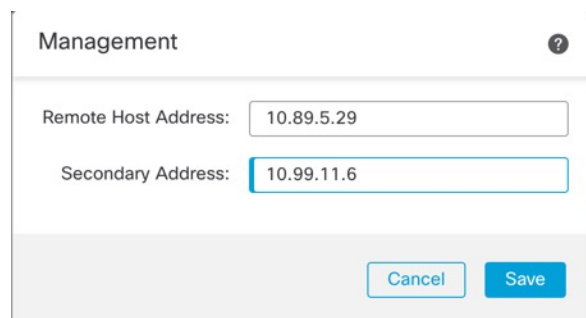 Management ?
Remote Host Address: 10.89.5.29
Secondary Address: 10.99.11.6
Cancel Save